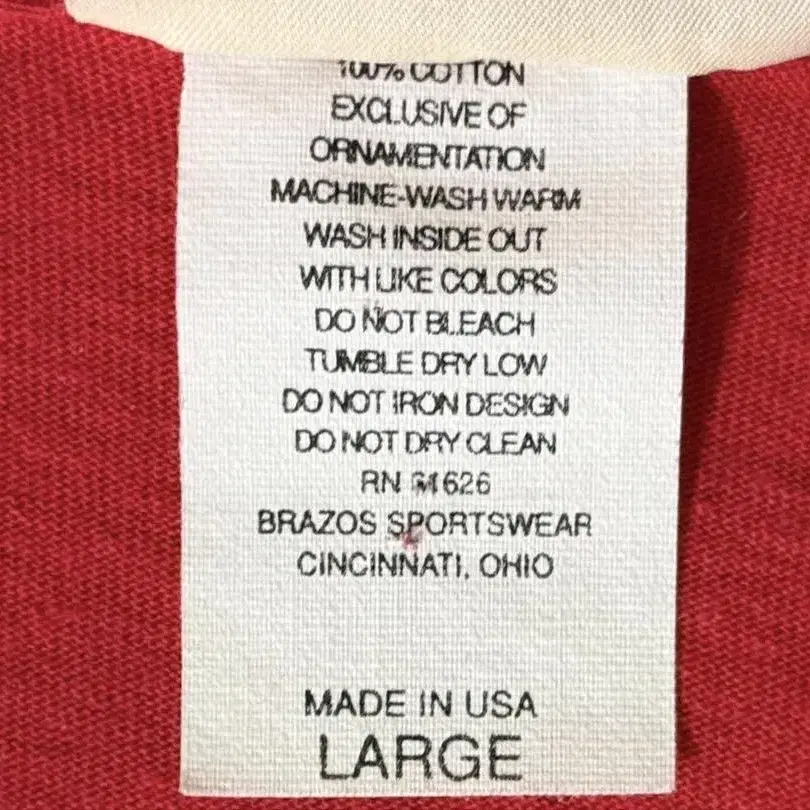 100% COTTON
EXCLUSIVE OF
ORNAMENTATION
MACHINE-WASH WARM
WASH INSIDE OUT
WITH LIKE COLORS
DO NOT BLEACH
TUMBLE DRY LOW
DO NOT IRON DESIGN
DO NOT DRY CLEAN
RN
BRAZOS SPORTSWEAR
CINCINNATI, OHIO
MADE IN USA
LARGE